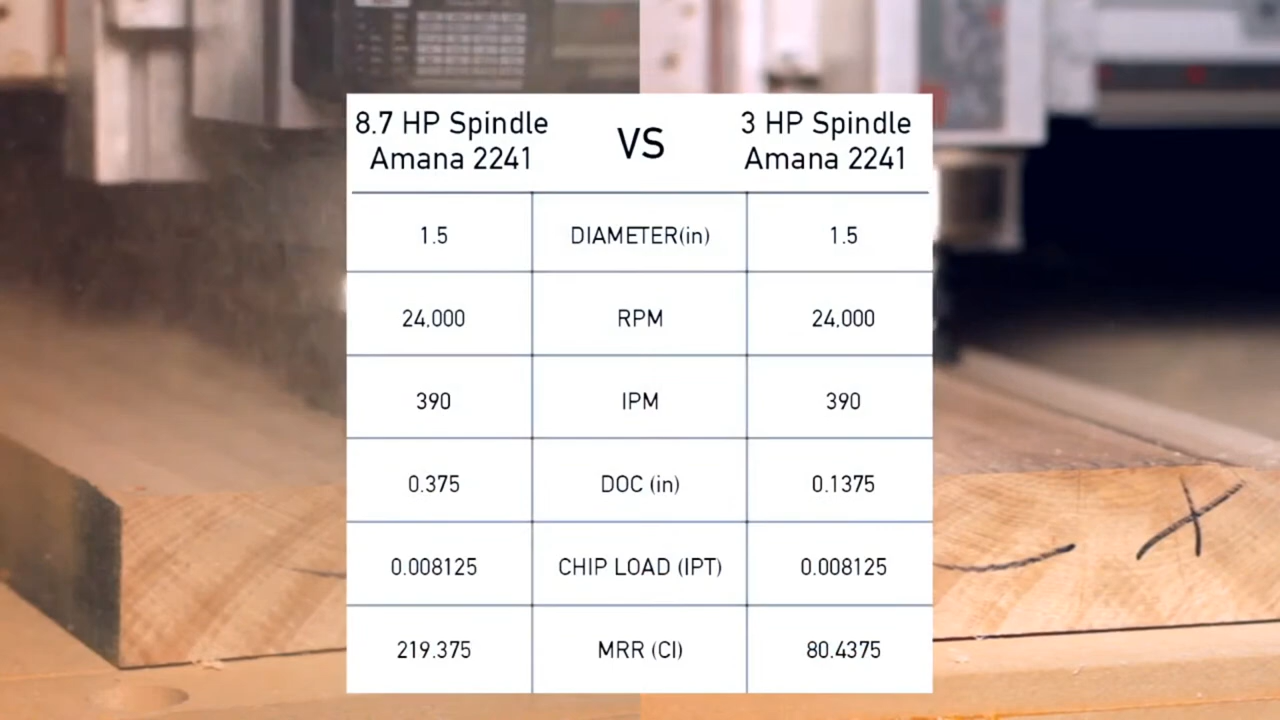 8.7 HP Spindle
Amana 2241
VS
3 HP Spindle
Amana 2241
1.5 DIAMETER(in) 1.5
24,000 RPM 24,000
390 IPM 390
0.375 DOC (in) 0.1375
0.008125 CHIP LOAD (IPT) 0.008125
219.375 MRR (CI) 80.4375